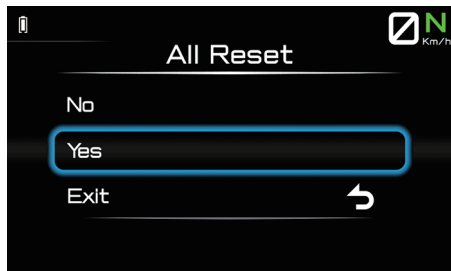 0 N
Km/h
All Reset
No
Yes
Exit